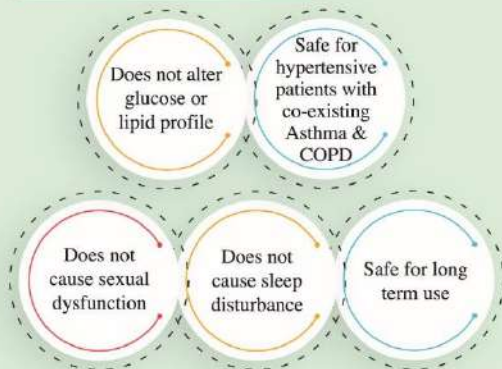 Does not alter
glucose or
lipid profile
Safe for
hypertensive
patients with
co-existing
Asthma &
COPD
Does not
cause sexual
dysfunction
Does not
cause sleep
disturbance
Safe for long
term use